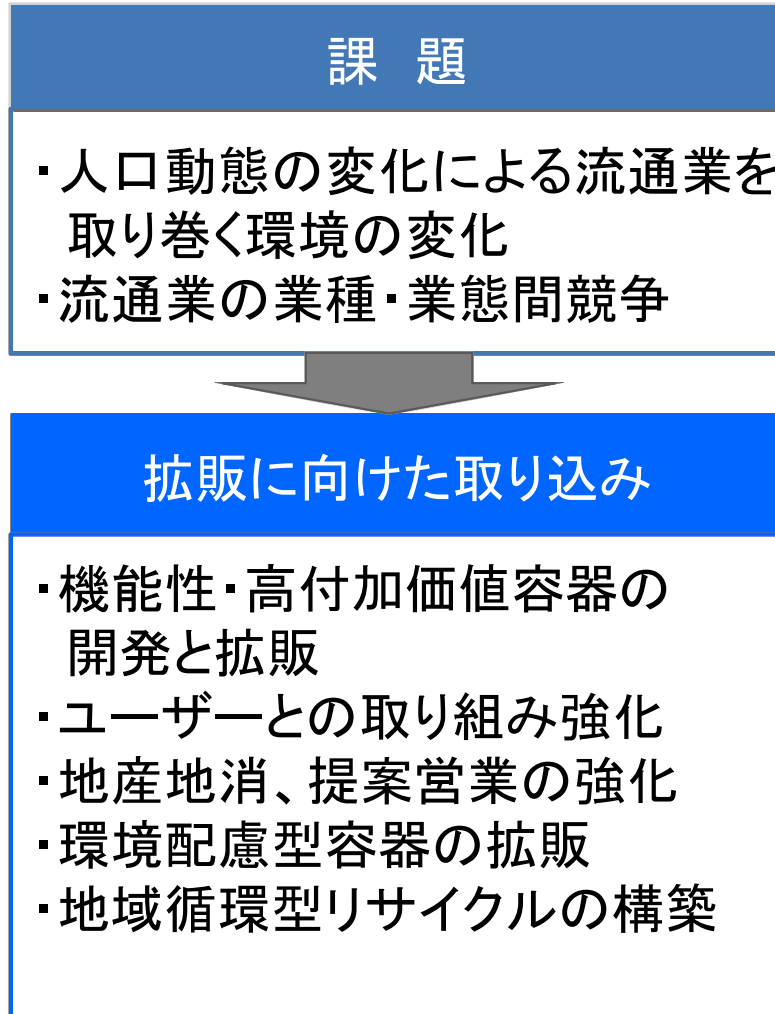 課 題
・人口動態の変化による流通業を
取り巻く環境の変化
・流通業の業種・業態間競争
拡販に向けた取り込み
・機能性・高付加価値容器の
開発と拡販
・ユーザーとの取り組み強化
・地産地消、提案営業の強化
・環境配慮型容器の拡販
・地域循環型リサイクルの構築